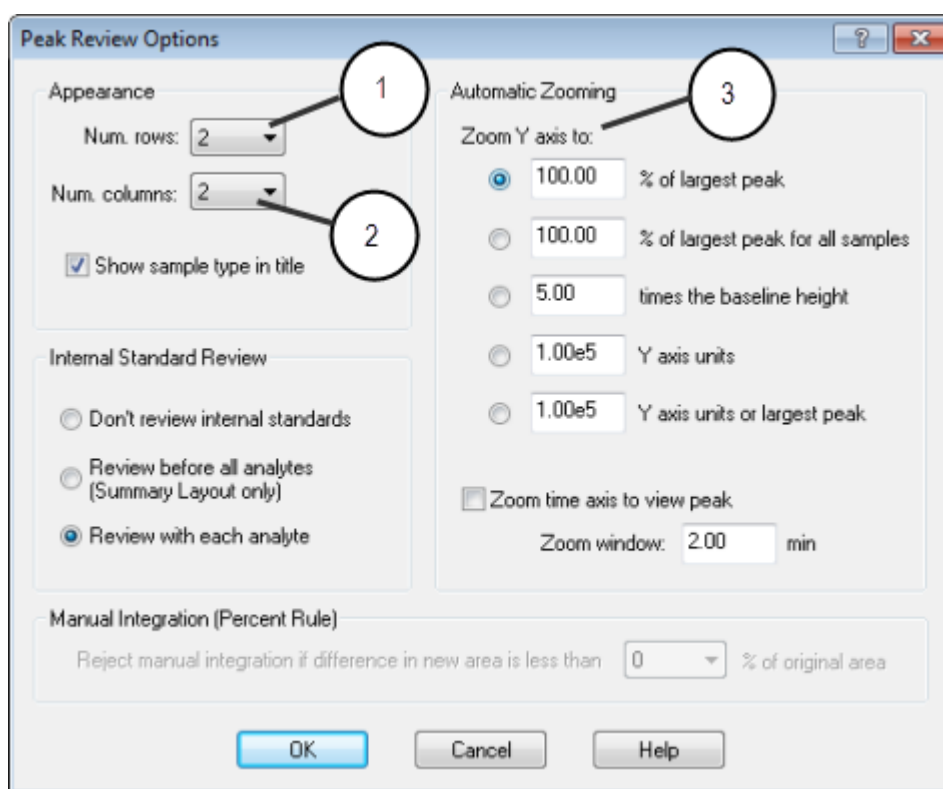 Peak Review Options
Appearance
1
Num. rows: 2
Num. columns: 2
2
Show sample type in title
Internal Standard Review
Don't review internal standards
Review before all analytes
(Summary Layout only)
Review with each analyte
Automatic Zooming
3
Zoom Y axis to:
100.00 % of largest peak
100.00 % of largest peak for all samples
5.00 times the baseline height
1.00e5 Y axis units
1.00e5 Y axis units or largest peak
Zoom time axis to view peak
Zoom window: 2.00 min
Manual Integration (Percent Rule)
Reject manual integration if difference in new area is less than 0 % of original area
OK Cancel Help